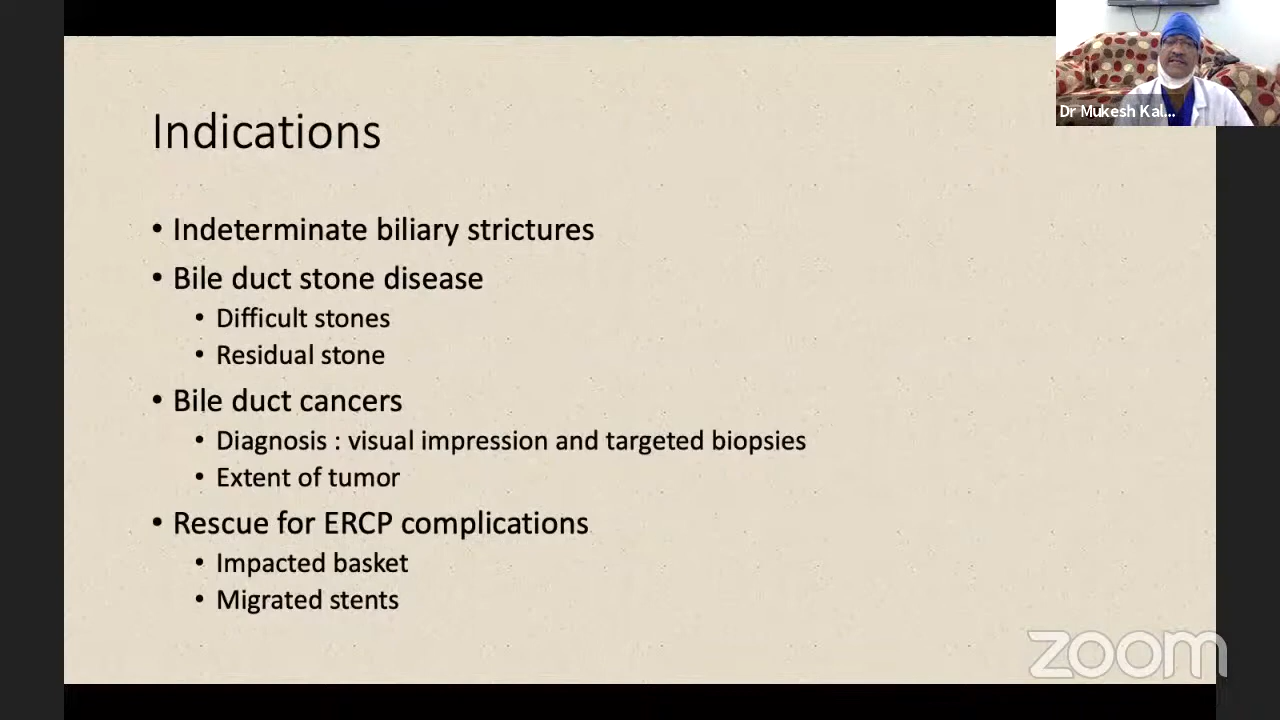 Dr Mukesh Kal...
Indications
• Indeterminate biliary strictures
• Bile duct stone disease
• Difficult stones
• Residual stone
• Bile duct cancers
• Diagnosis : visual impression and targeted biopsies
• Extent of tumor
• Rescue for ERCP complications
• Impacted basket
• Migrated stents
zoom